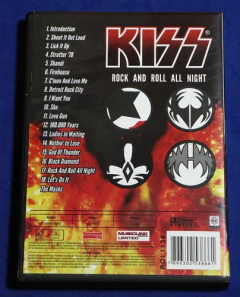 KISS®
ROCK AND ROLL ALL NIGHT
1. Introduction
2. Shout It Out Loud
3. Lick It Up
4. Strutter '78
5. Shandi
6. Firehouse
7. C'mon And Love Me
8. Detroit Rock City
9. I Want You
10. She
11. Love Gun
12. 100,000 Years
13. Ladies In Waiting
14. Nothin' to Lose
15. God Of Thunder
16. Black Diamond
17. Rock And Roll All Night
18. Let's Do It
The Masks
MUSICLINK
LIMITED